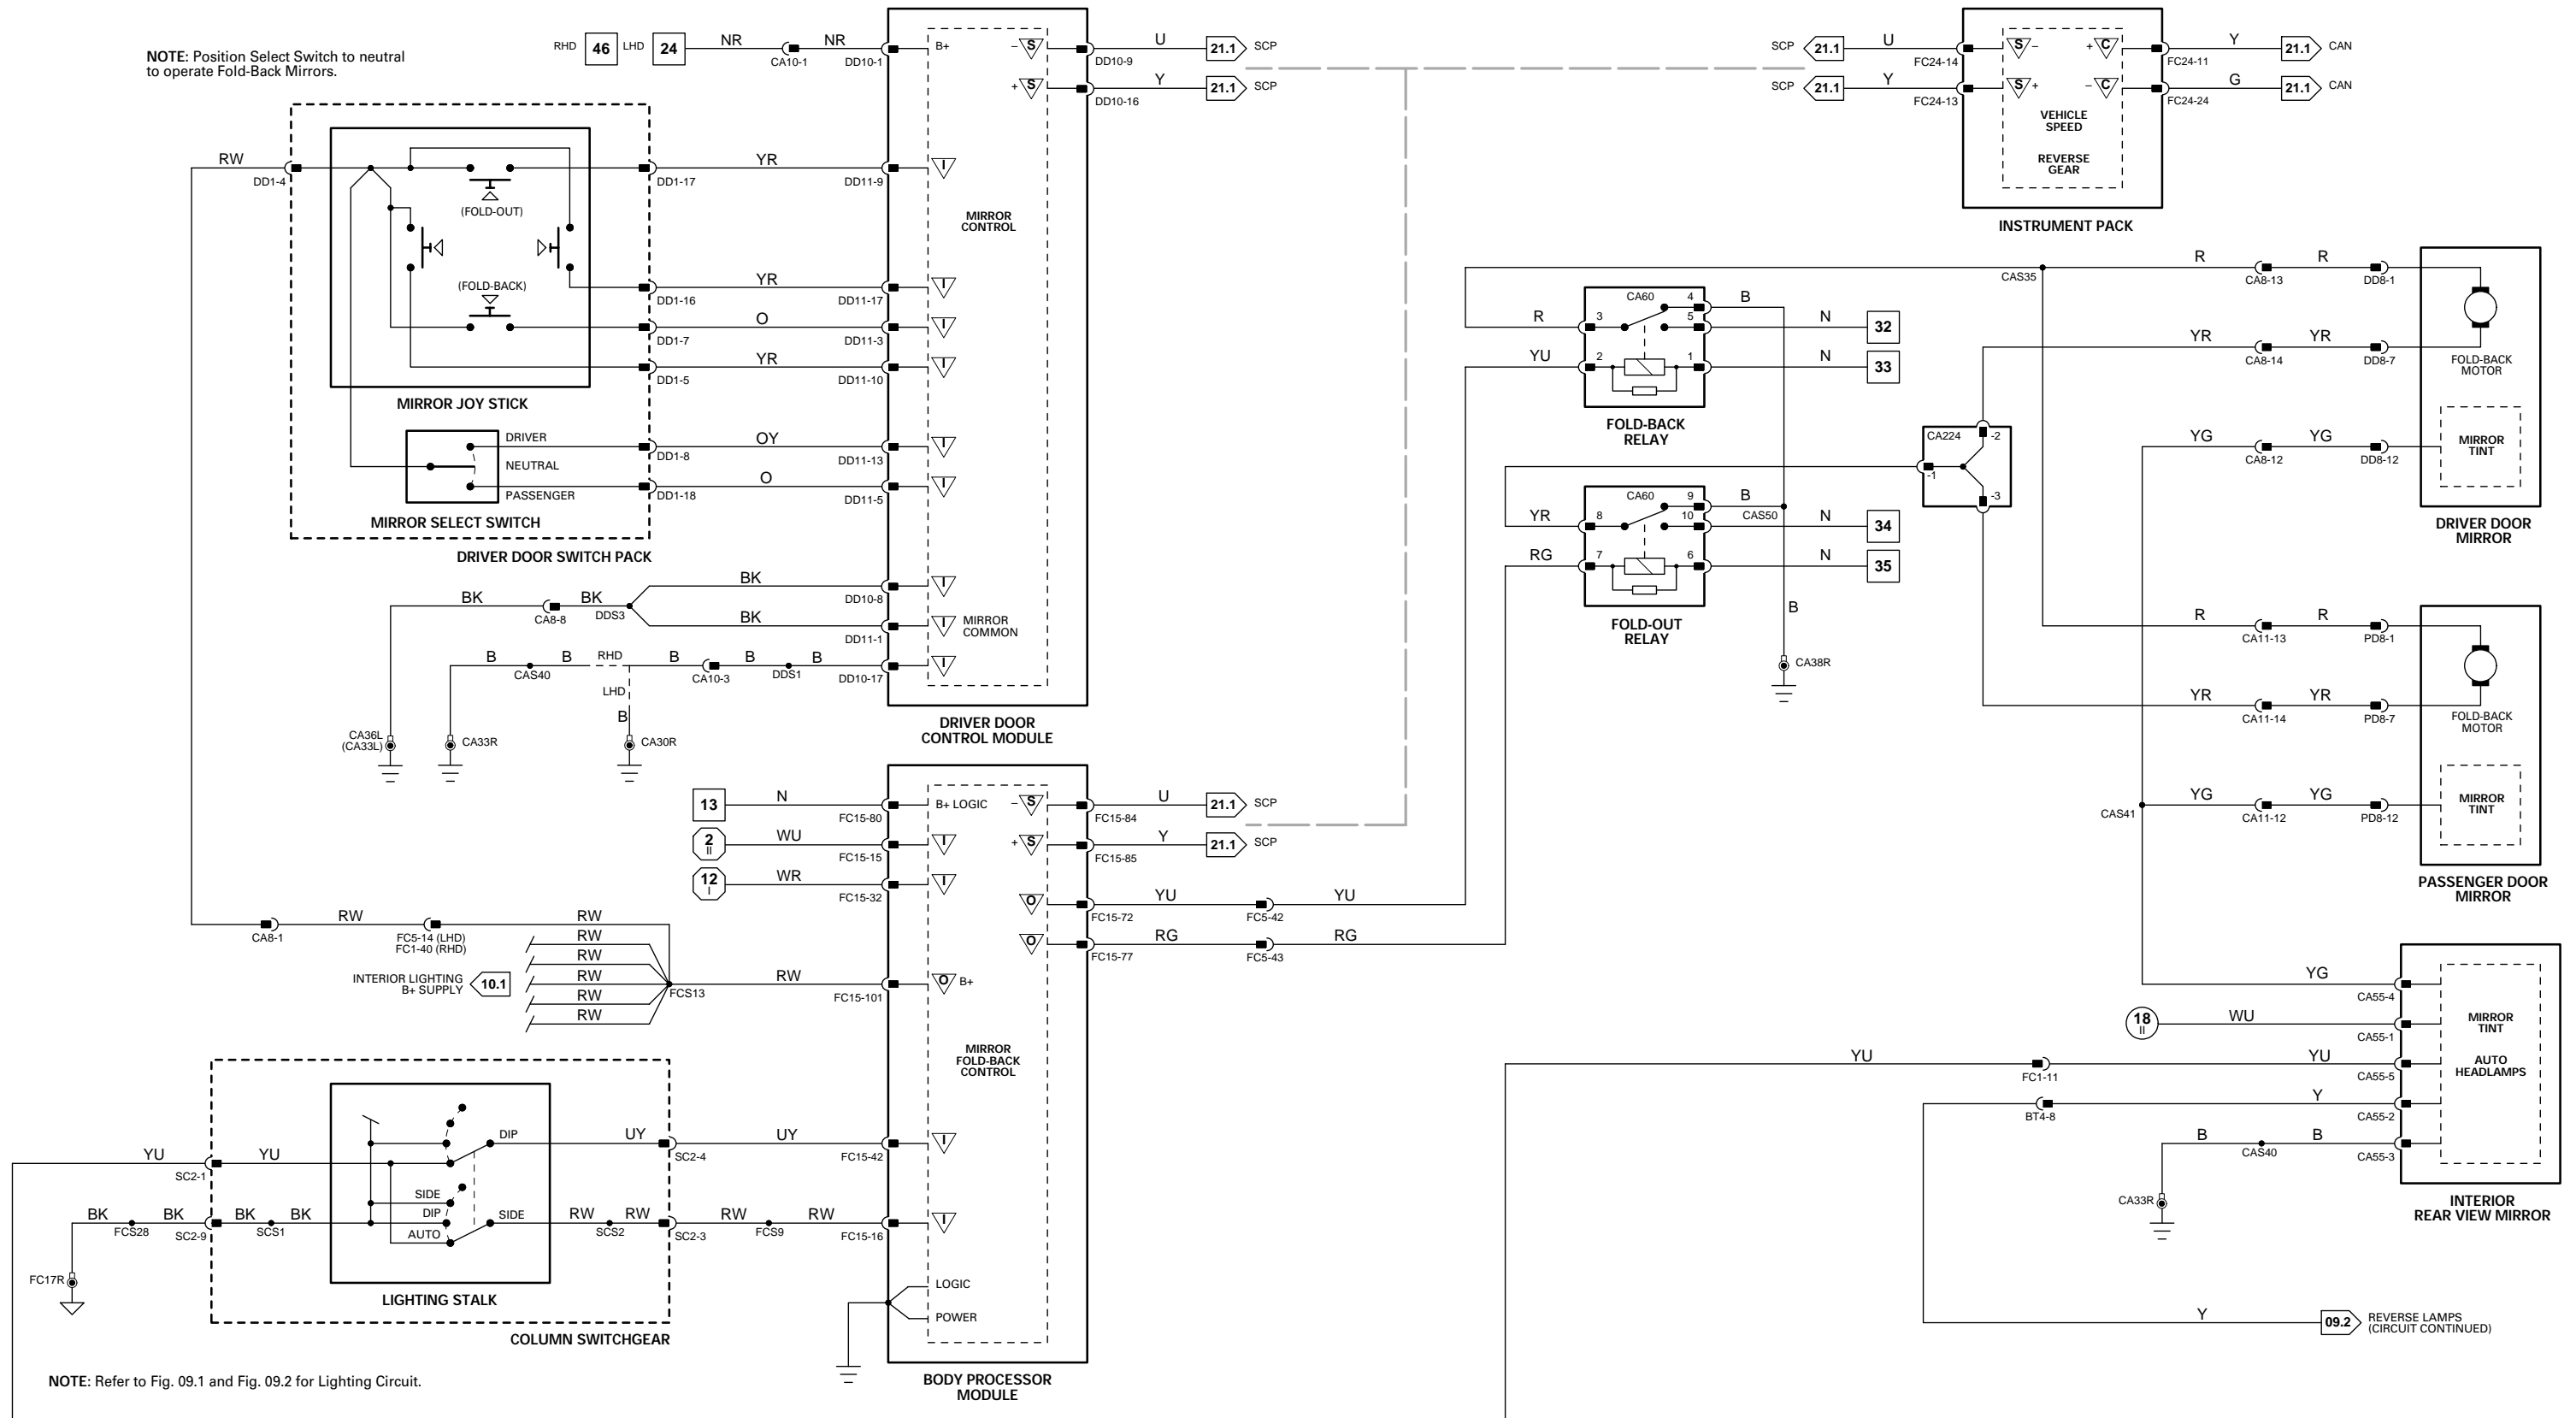 NOTE: Position Select Switch to neutral
to operate Fold-Back Mirrors.
RHD 46 LHD 24 NR CA10-1 NR DD10-1
B+
MIRROR
CONTROL
– S DD10-9 U 21.1 SCP
+ S DD10-16 Y 21.1 SCP
RW DD1-4
(FOLD-OUT)
(FOLD-BACK)
MIRROR JOY STICK
DD1-17 YR DD11-9 I
DD1-16 YR DD11-17 I
DD1-7 O DD11-3 I
DD1-5 YR DD11-10 I
DRIVER
NEUTRAL
PASSENGER
DD1-8 OY DD11-13 I
DD1-18 O DD11-5 I
MIRROR SELECT SWITCH
DRIVER DOOR SWITCH PACK
BK CA8-8 BK DDS3
BK DD10-8 I
BK DD11-1 I
MIRROR
COMMON
B CAS40 B RHD B CA10-3 B DDS1 B DD10-17 I
LHD
B
CA36L
(CA33L)
CA33R
CA30R
DRIVER DOOR
CONTROL MODULE
13 N FC15-80 B+ LOGIC
2 II WU FC15-15 I
12 I WR FC15-32 I
– S FC15-84 U 21.1 SCP
+ S FC15-85 Y 21.1 SCP
O FC15-72 YU FC5-42 YU
O FC15-77 RG FC5-43 RG
CA8-1 RW FC5-14 (LHD)
FC1-40 (RHD)
RW
RW
RW
RW
RW
RW
INTERIOR LIGHTING
B+ SUPPLY
10.1
FCS13 RW FC15-101 O B+
MIRROR
FOLD-BACK
CONTROL
YU SC2-1 YU
DIP UY SC2-4 UY FC15-42 I
SIDE
DIP
AUTO
BK FCS28 BK SC2-9 BK SCS1 BK
SIDE RW SCS2 RW SC2-3 RW FCS9 RW FC15-16 I
FC17R
LIGHTING STALK
COLUMN SWITCHGEAR
LOGIC
POWER
BODY PROCESSOR
MODULE
NOTE: Refer to Fig. 09.1 and Fig. 09.2 for Lighting Circuit.
SCP 21.1 U FC24-14 S –
SCP 21.1 Y FC24-13 S +
+ C FC24-11 Y 21.1 CAN
– C FC24-24 G 21.1 CAN
VEHICLE
SPEED
REVERSE
GEAR
INSTRUMENT PACK
CA60
R 3 4 B
5 N 32
YU 2 1 N 33
FOLD-BACK
RELAY
CA60
YR 8 9 B CAS50
10 N 34
RG 7 6 N 35
FOLD-OUT
RELAY
B
CA38R
CAS35
CA224 -1 -2 -3
R CA8-13 R DD8-1
YR CA8-14 YR DD8-7
FOLD-BACK
MOTOR
YG CA8-12 YG DD8-12
MIRROR
TINT
DRIVER DOOR
MIRROR
R CA11-13 R PD8-1
YR CA11-14 YR PD8-7
FOLD-BACK
MOTOR
CAS41 YG CA11-12 YG PD8-12
MIRROR
TINT
PASSENGER DOOR
MIRROR
YG CA55-4
18 II WU CA55-1
YU FC1-11 YU CA55-5
BT4-8 Y CA55-2
B CAS40 B CA55-3
CA33R
MIRROR
TINT
AUTO
HEADLAMPS
INTERIOR
REAR VIEW MIRROR
Y 09.2 REVERSE LAMPS
(CIRCUIT CONTINUED)